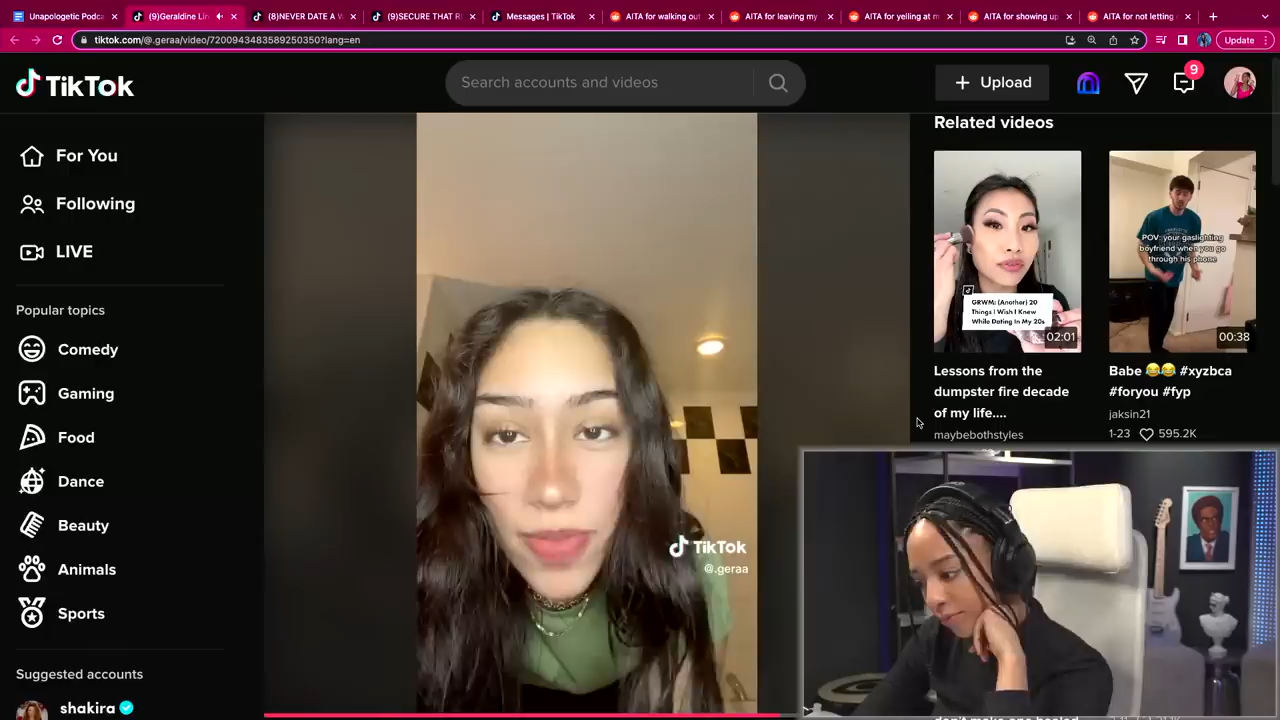 Unapologetic Podca
(9)Geraldine Lin
(8)NEVER DATE A
(9)SECURE THAT
Messages | TikTok
AITA for walking out
AITA for leaving my
AITA for yelling at m
AITA for showing up
AITA for not letting
tiktok.com/@.geraa/video/7200943483589250350?lang=en
Update
TikTok
Search accounts and videos
Upload
9
For You
Following
LIVE
Popular topics
Comedy
Gaming
Food
Dance
Beauty
Animals
Sports
Suggested accounts
shakira
TikTok
@.geraa
Related videos
GRWM: (Another) 20
Things I Wish I Knew
While Dating In My 20s
02:01
Lessons from the
dumpster fire decade
of my life....
maybebothstyles
POV: your gaslighting
boyfriend when you go
through his phone
00:38
Babe 😂😂 #xyzbca
#foryou #fyp
jaksin21
1-23
595.2K